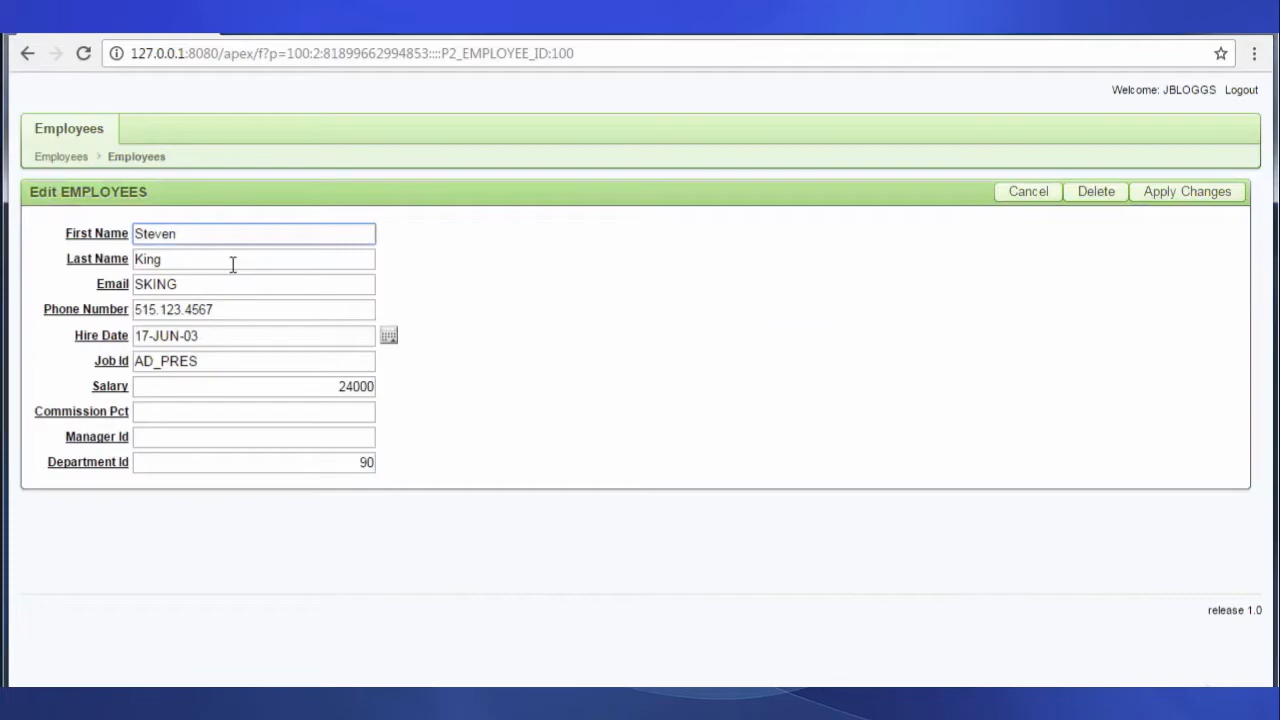 127.0.0.1:8080/apex/f?p=100:2:81899662994853::::P2_EMPLOYEE_ID:100
Welcome: JBLOGGS Logout
Employees
Employees > Employees
Edit EMPLOYEES Cancel Delete Apply Changes
First Name Steven
Last Name King
Email SKING
Phone Number 515.123.4567
Hire Date 17-JUN-03
Job Id AD_PRES
Salary 24000
Commission Pct
Manager Id
Department Id 90
release 1.0